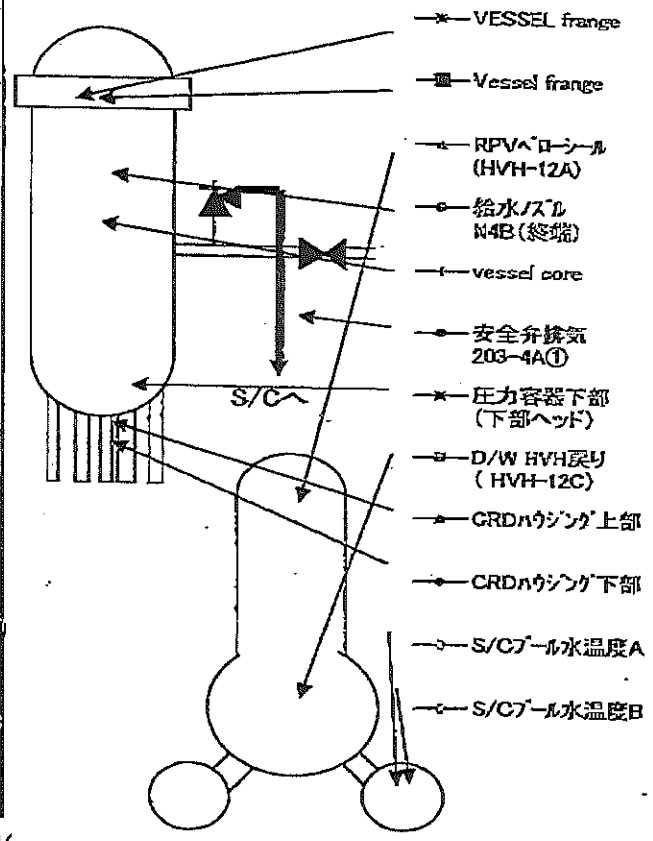 VESSEL frange
Vessel frange
RPVベローシール
(HVH-12A)
給水ノズル
N4B(終端)
vessel core
安全弁排気
203-4A①
S/Cへ
圧力容器下部
(下部ヘッド)
D/W HVH戻り
( HVH-12C)
CRDハウジング上部
CRDハウジング下部
S/Cプール水温度A
S/Cプール水温度B